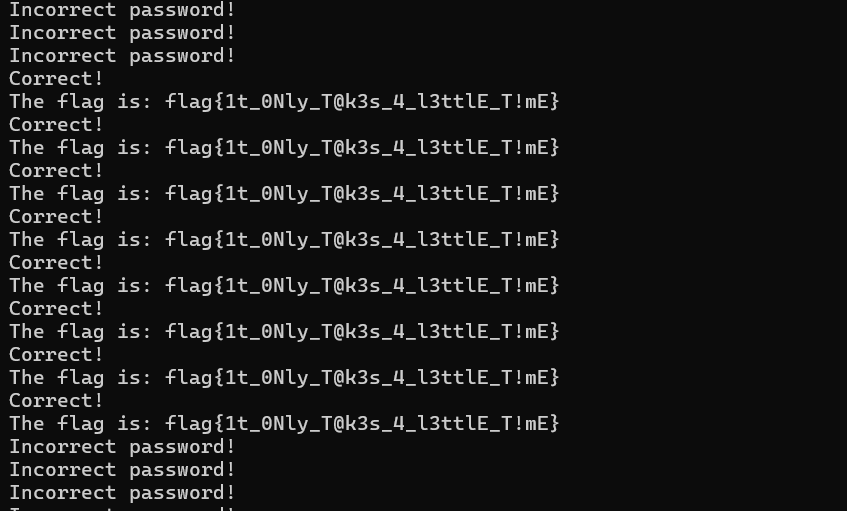 Incorrect password!
Incorrect password!
Incorrect password!
Correct!
The flag is: flag{1t_0Nly_T@k3s_4_l3ttlE_T!mE}
Correct!
The flag is: flag{1t_0Nly_T@k3s_4_l3ttlE_T!mE}
Correct!
The flag is: flag{1t_0Nly_T@k3s_4_l3ttlE_T!mE}
Correct!
The flag is: flag{1t_0Nly_T@k3s_4_l3ttlE_T!mE}
Correct!
The flag is: flag{1t_0Nly_T@k3s_4_l3ttlE_T!mE}
Correct!
The flag is: flag{1t_0Nly_T@k3s_4_l3ttlE_T!mE}
Correct!
The flag is: flag{1t_0Nly_T@k3s_4_l3ttlE_T!mE}
Correct!
The flag is: flag{1t_0Nly_T@k3s_4_l3ttlE_T!mE}
Incorrect password!
Incorrect password!
Incorrect password!